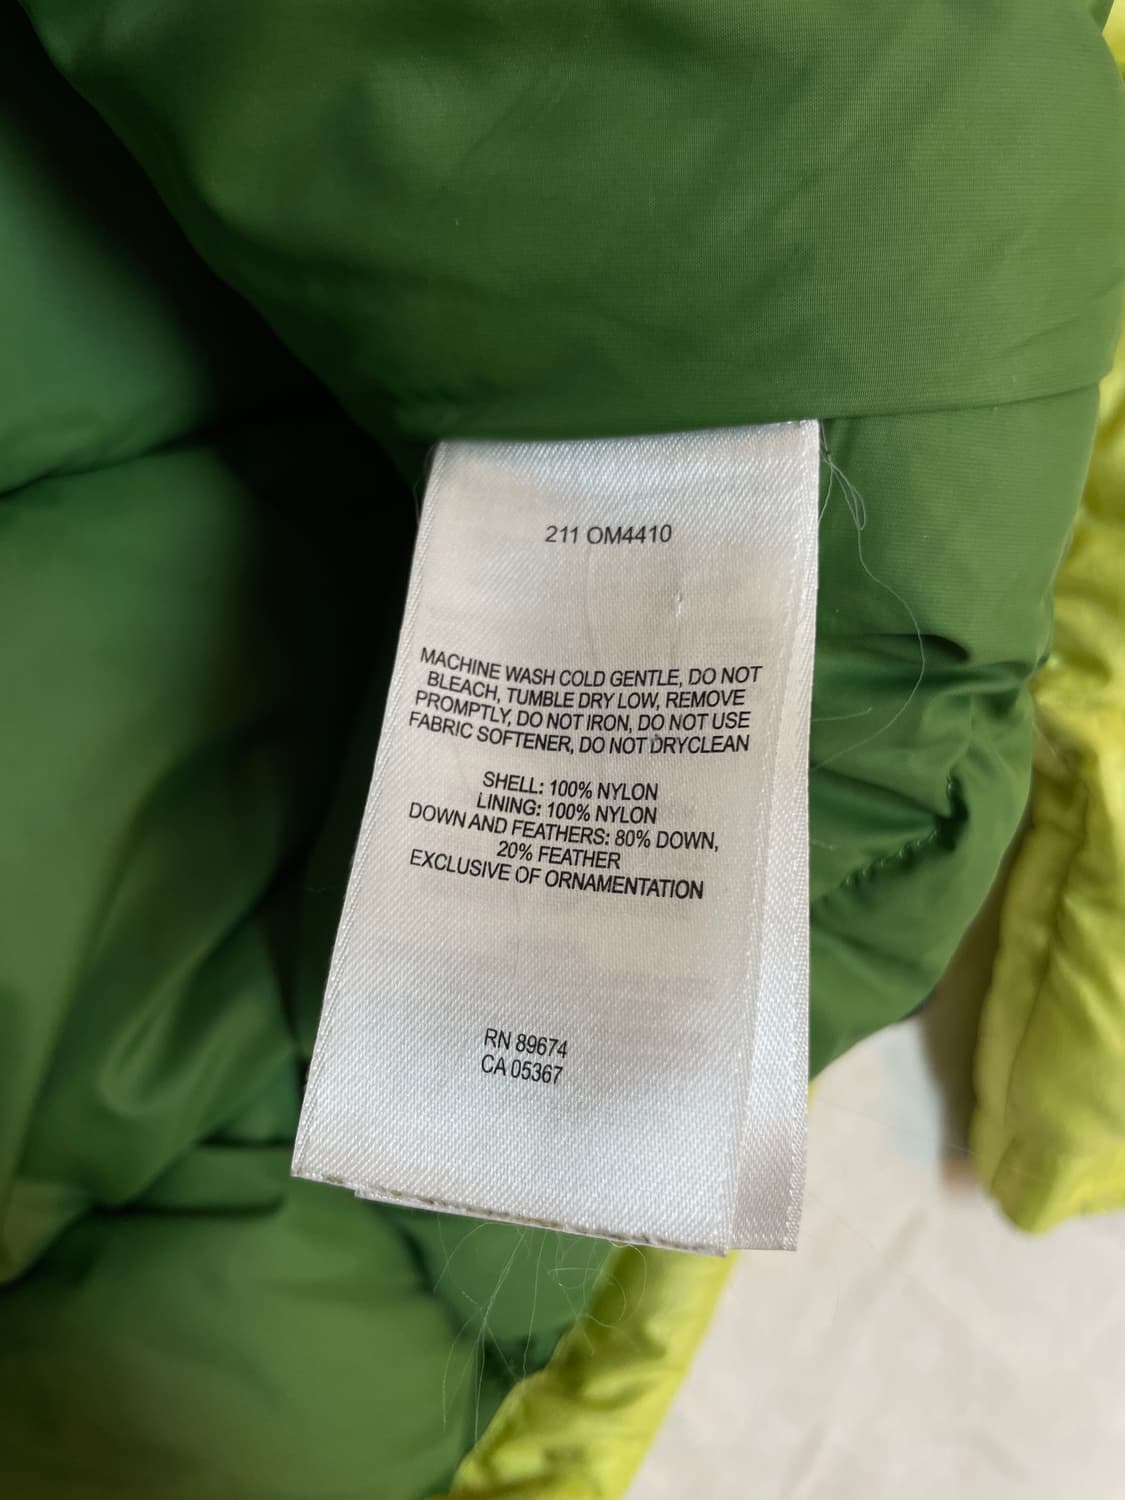 211 OM4410
MACHINE WASH COLD GENTLE, DO NOT
BLEACH, TUMBLE DRY LOW, REMOVE
PROMPTLY, DO NOT IRON, DO NOT USE
FABRIC SOFTENER, DO NOT DRYCLEAN
SHELL: 100% NYLON
LINING: 100% NYLON
DOWN AND FEATHERS: 80% DOWN,
20% FEATHER
EXCLUSIVE OF ORNAMENTATION
RN 89674
CA 05367